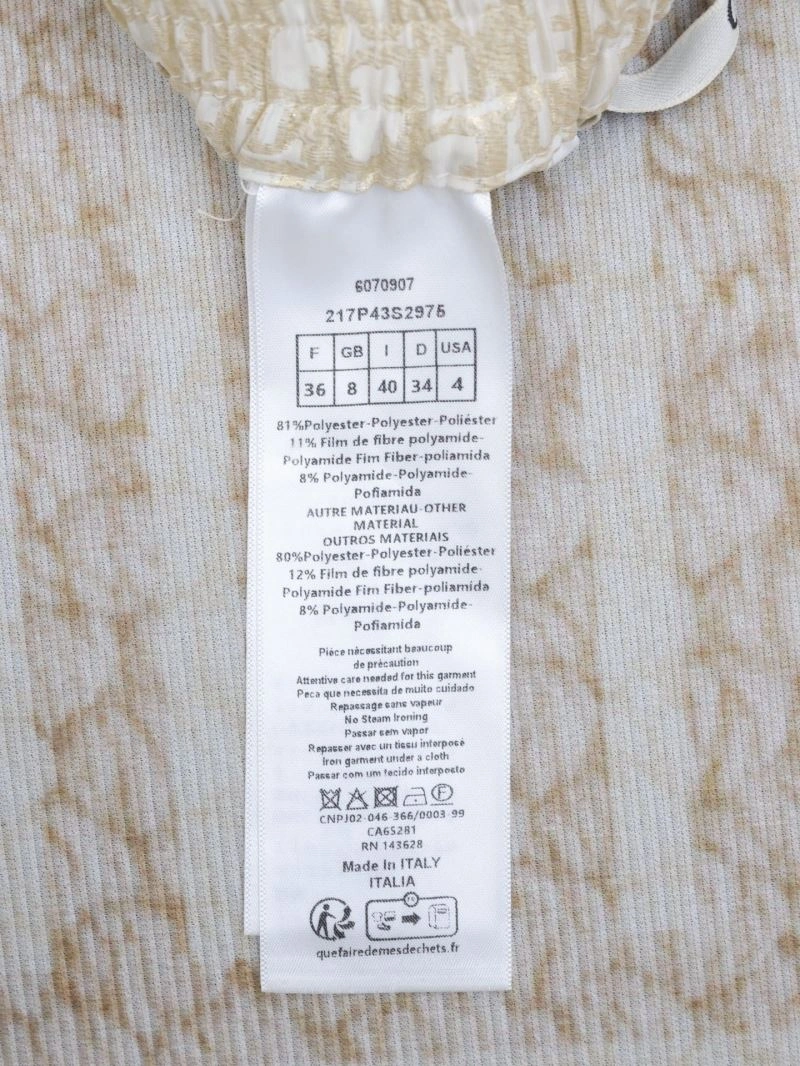 6070907
217P43S2975
F GB I D USA
36 8 40 34 4
81%Polyester-Polyester-Poliéster
11% Film de fibre polyamide-
Polyamide Fim Fiber-poliamida
8% Polyamide-Polyamide-
Pofiamida
AUTRE MATERIAU-OTHER
MATERIAL
OUTROS MATERIAIS
80%Polyester-Polyester-Poliéster
12% Film de fibre polyamide-
Polyamide Fim Fiber-poliamida
8% Polyamide-Polyamide-
Pofiamida
Piéce nécessitant beaucoup
de précaution
Attentive care needed for this garment
Peca que necessita de muito cuidado
Repassage sans vapeur
No Steam Ironing
Passar sem vapor
Repasser avec un tissu interposé
Iron garment under a cloth
Passar com um tecido interposto
F
CNPJ02-046-366/0003-99
CA65281
RN 143628
Made In ITALY
ITALIA
quefairedemesdechets.fr